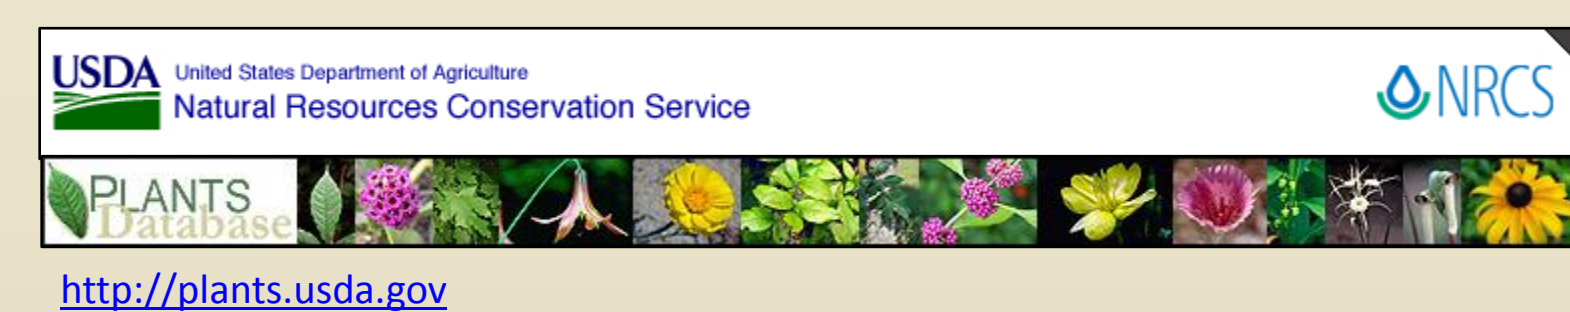 USDA
United States Department of Agriculture
Natural Resources Conservation Service
NRCS
PLANTS
Database
http://plants.usda.gov